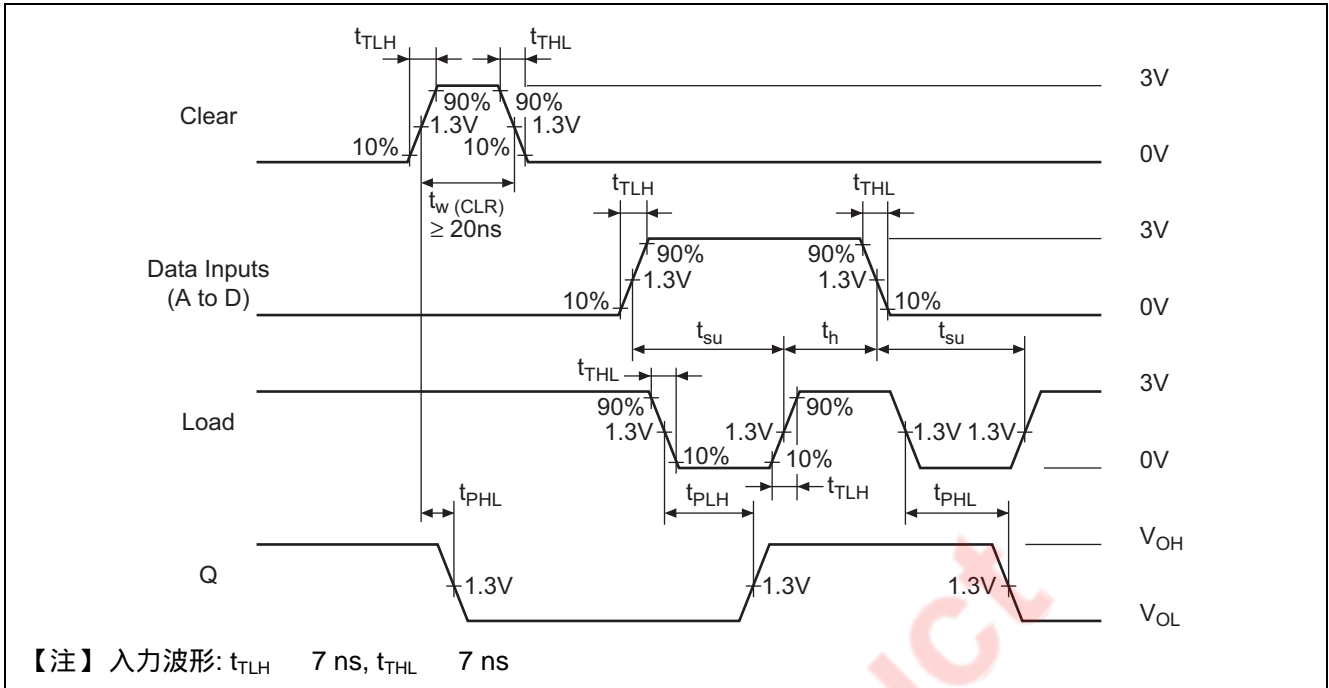 tTLH tTHL
3V
Clear
90% 90%
1.3V 1.3V
10% 10%
0V
tw (CLR)
≥ 20ns
tTLH tTHL
3V
Data Inputs
(A to D)
90% 90%
1.3V 1.3V
10% 10%
0V
tsu th tsu
tTHL
3V
Load
90% 90%
1.3V 1.3V 1.3V 1.3V
10% 10%
0V
tTLH
tPHL tPLH tPHL
VOH
Q
1.3V 1.3V 1.3V
VOL
【注】入力波形: tTLH 7 ns, tTHL 7 ns
uct